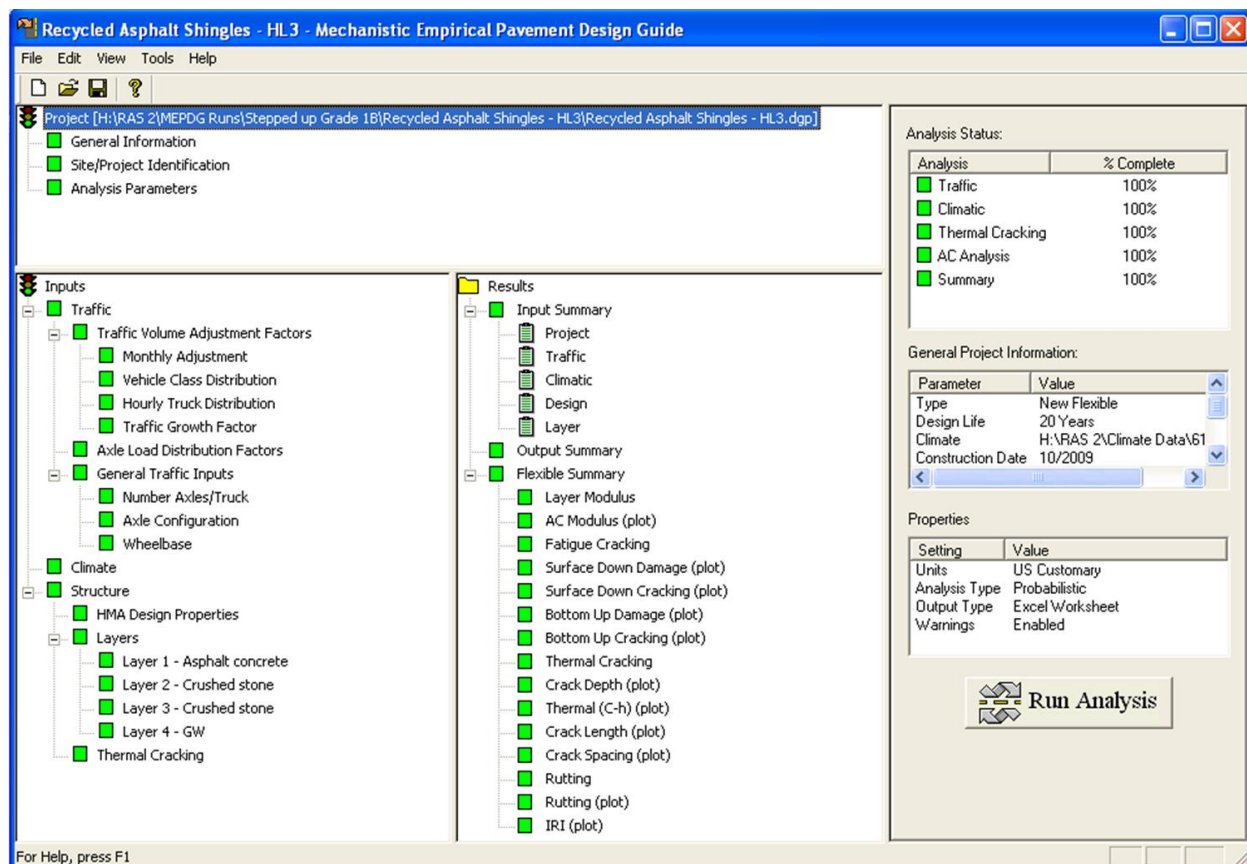 Recycled Asphalt Shingles - HL3 - Mechanistic Empirical Pavement Design Guide
File Edit View Tools Help
Project [H:\RAS 2\MEPDG Runs\Stepped up Grade 1B\Recycled Asphalt Shingles - HL3\Recycled Asphalt Shingles - HL3.dgp]
General Information
Site/Project Identification
Analysis Parameters
Inputs
Traffic
Traffic Volume Adjustment Factors
Monthly Adjustment
Vehicle Class Distribution
Hourly Truck Distribution
Traffic Growth Factor
Axle Load Distribution Factors
General Traffic Inputs
Number Axles/Truck
Axle Configuration
Wheelbase
Climate
Structure
HMA Design Properties
Layers
Layer 1 - Asphalt concrete
Layer 2 - Crushed stone
Layer 3 - Crushed stone
Layer 4 - GW
Thermal Cracking
Results
Input Summary
Project
Traffic
Climatic
Design
Layer
Output Summary
Flexible Summary
Layer Modulus
AC Modulus (plot)
Fatigue Cracking
Surface Down Damage (plot)
Surface Down Cracking (plot)
Bottom Up Damage (plot)
Bottom Up Cracking (plot)
Thermal Cracking
Crack Depth (plot)
Thermal (C-h) (plot)
Crack Length (plot)
Crack Spacing (plot)
Rutting
Rutting (plot)
IRI (plot)
Analysis Status:
Analysis % Complete
Traffic 100%
Climatic 100%
Thermal Cracking 100%
AC Analysis 100%
Summary 100%
General Project Information:
Parameter Value
Type New Flexible
Design Life 20 Years
Climate H:\RAS 2\Climate Data\61
Construction Date 10/2009
Properties
Setting Value
Units US Customary
Analysis Type Probabilistic
Output Type Excel Worksheet
Warnings Enabled
Run Analysis
For Help, press F1